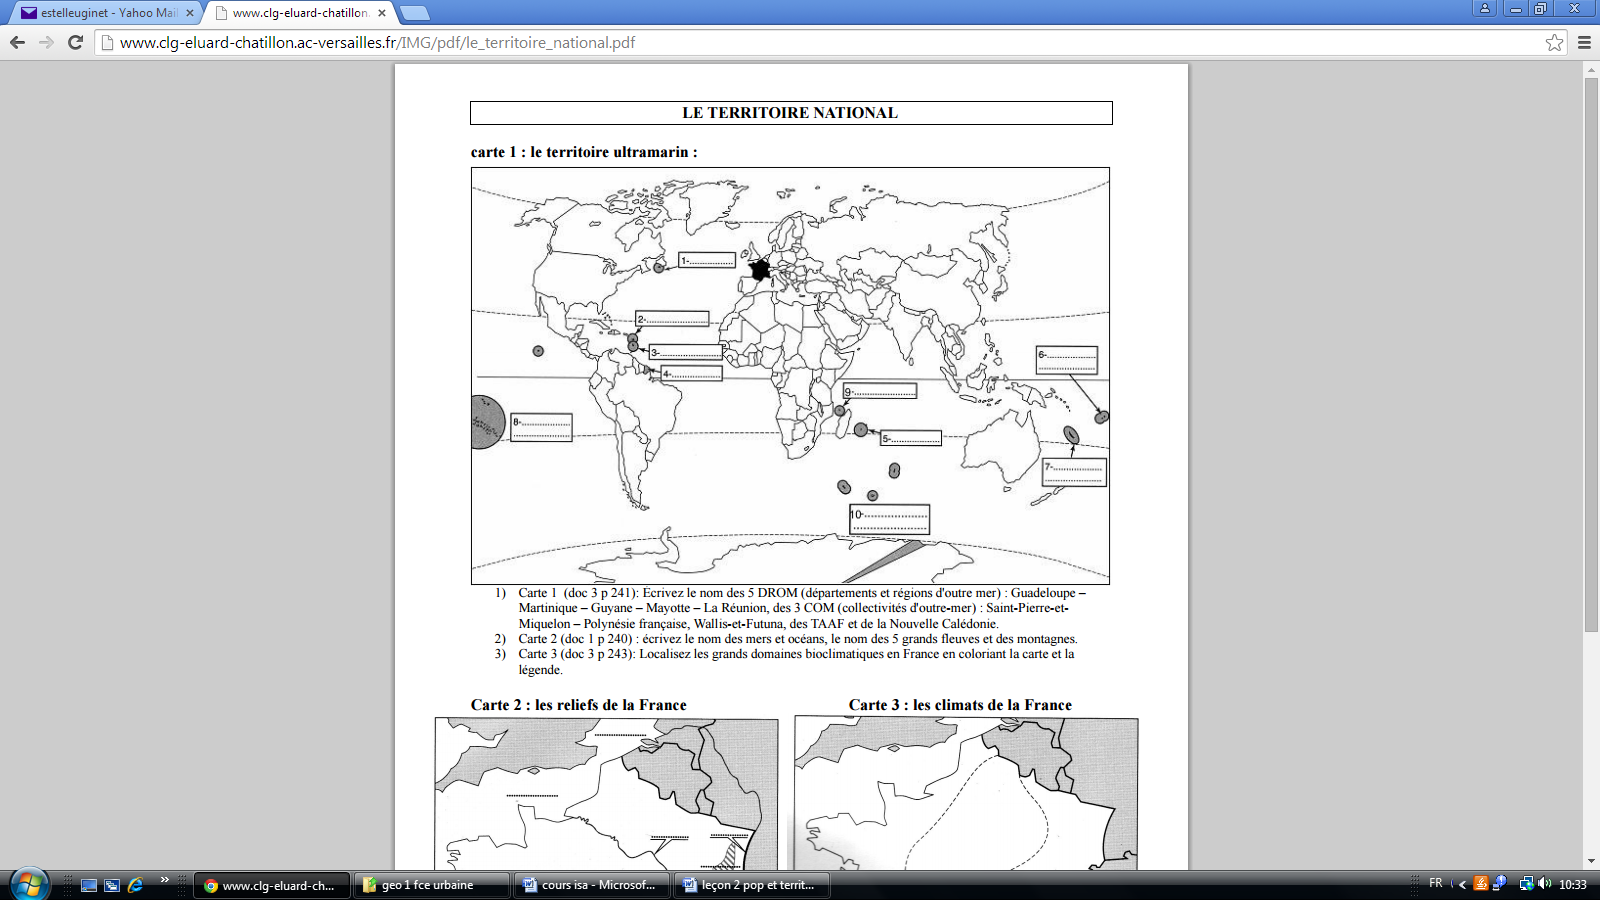 estelleuginet - Yahoo Mail
www.clg-eluard-chatillon.
www.clg-eluard-chatillon.ac-versailles.fr/IMG/pdf/le_territoire_national.pdf
LE TERRITOIRE NATIONAL
carte 1 : le territoire ultramarin :
1-..............
2-..................
3-..................
4-..............
6-..............
9-..................
8-..............
5-..............
7-..............
10-..................
1) Carte 1 (doc 3 p 241): Écrivez le nom des 5 DROM (départements et régions d'outre mer) : Guadeloupe –
Martinique – Guyane – Mayotte – La Réunion, des 3 COM (collectivités d'outre-mer) : Saint-Pierre-et-
Miquelon – Polynésie française, Wallis-et-Futuna, des TAAF et de la Nouvelle Calédonie.
2) Carte 2 (doc 1 p 240) : écrivez le nom des mers et océans, le nom des 5 grands fleuves et des montagnes.
3) Carte 3 (doc 3 p 243): Localisez les grands domaines bioclimatiques en France en coloriant la carte et la
légende.
Carte 2 : les reliefs de la France
Carte 3 : les climats de la France
www.clg-eluard-ch...
geo 1 fce urbaine
cours isa - Microsof...
leçon 2 pop et territ...
FR
10:33